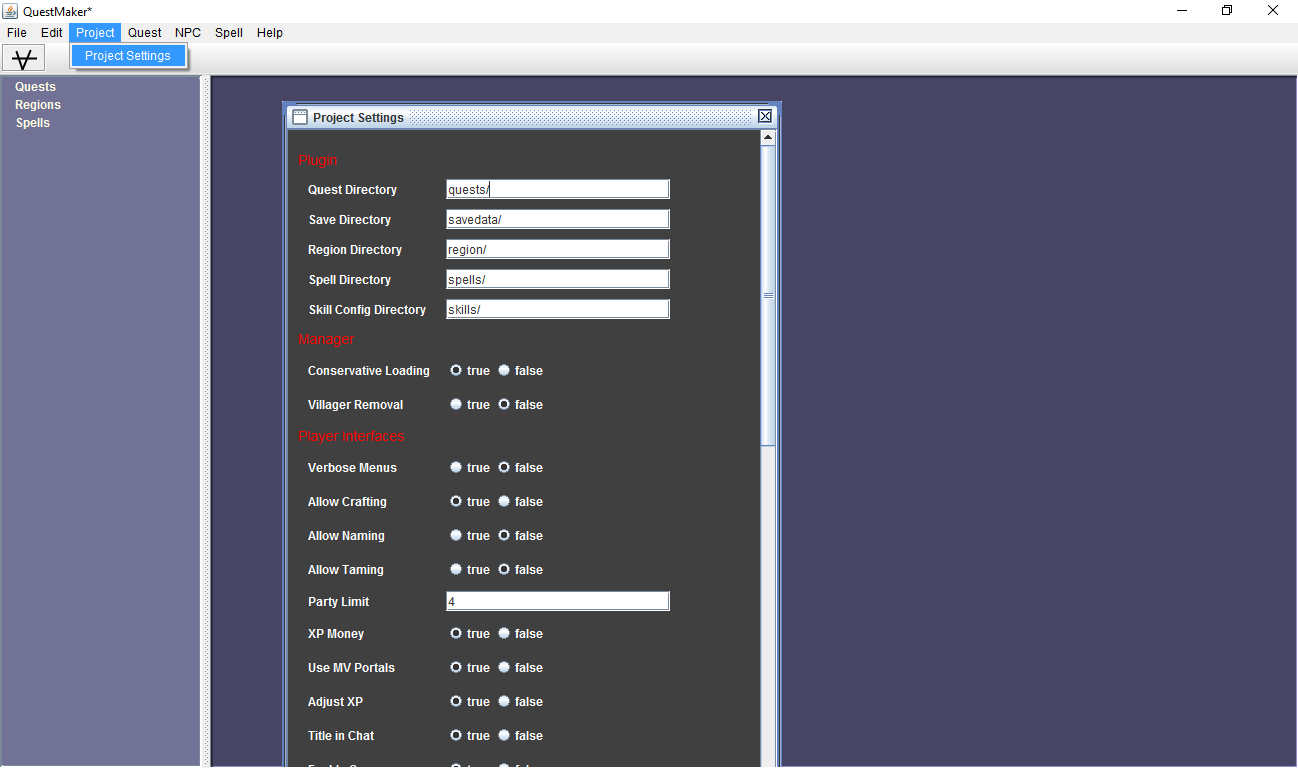 QuestMaker*
File Edit Project Quest NPC Spell Help
Project Settings
Quests
Regions
Spells
Project Settings
Plugin
Quest Directory quests/
Save Directory savedata/
Region Directory region/
Spell Directory spells/
Skill Config Directory skills/
Manager
Conservative Loading true false
Villager Removal true false
Player Interfaces
Verbose Menus true false
Allow Crafting true false
Allow Naming true false
Allow Taming true false
Party Limit 4
XP Money true false
Use MV Portals true false
Adjust XP true false
Title in Chat true false